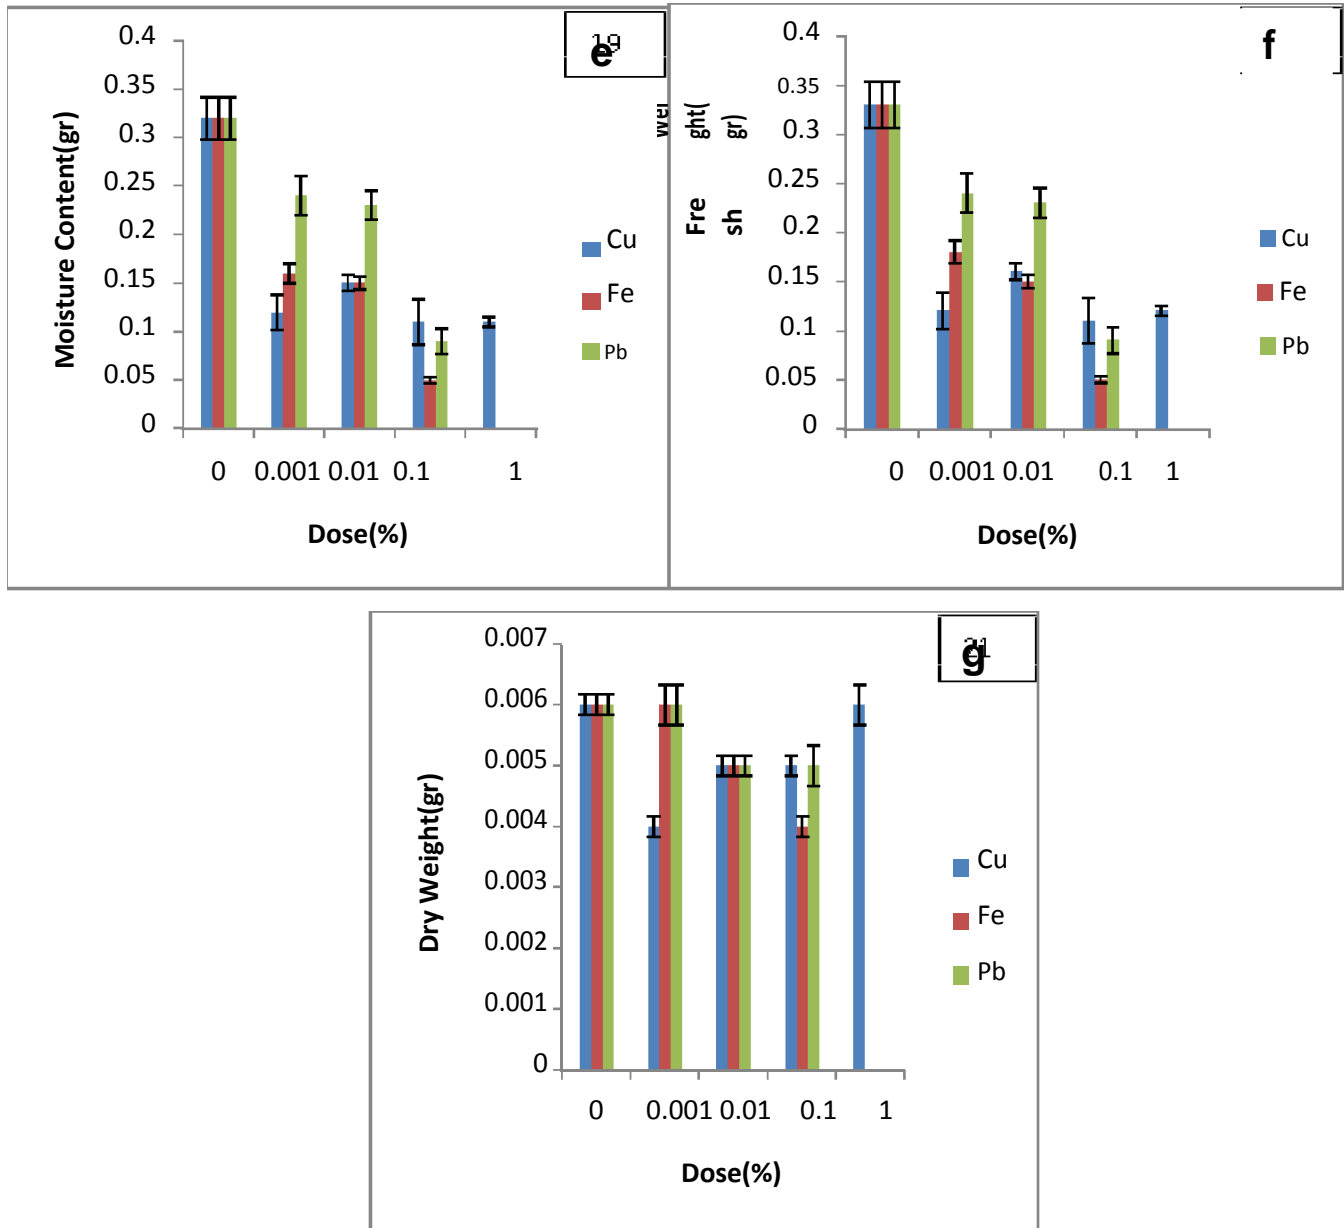 0.4
0.35
0.3
0.25
0.2
0.15
0.1
0.05
0
Moisture Content(gr)
e
Cu
Fe
Pb
0 0.001 0.01 0.1 1
Dose(%)
0.4
0.35
0.3
0.25
0.2
0.15
0.1
0.05
0
Fre
sh
wei
ght(
gr)
f
Cu
Fe
Pb
0 0.001 0.01 0.1 1
Dose(%)
0.007
0.006
0.005
0.004
0.003
0.002
0.001
0
Dry Weight(gr)
g
Cu
Fe
Pb
0 0.001 0.01 0.1 1
Dose(%)